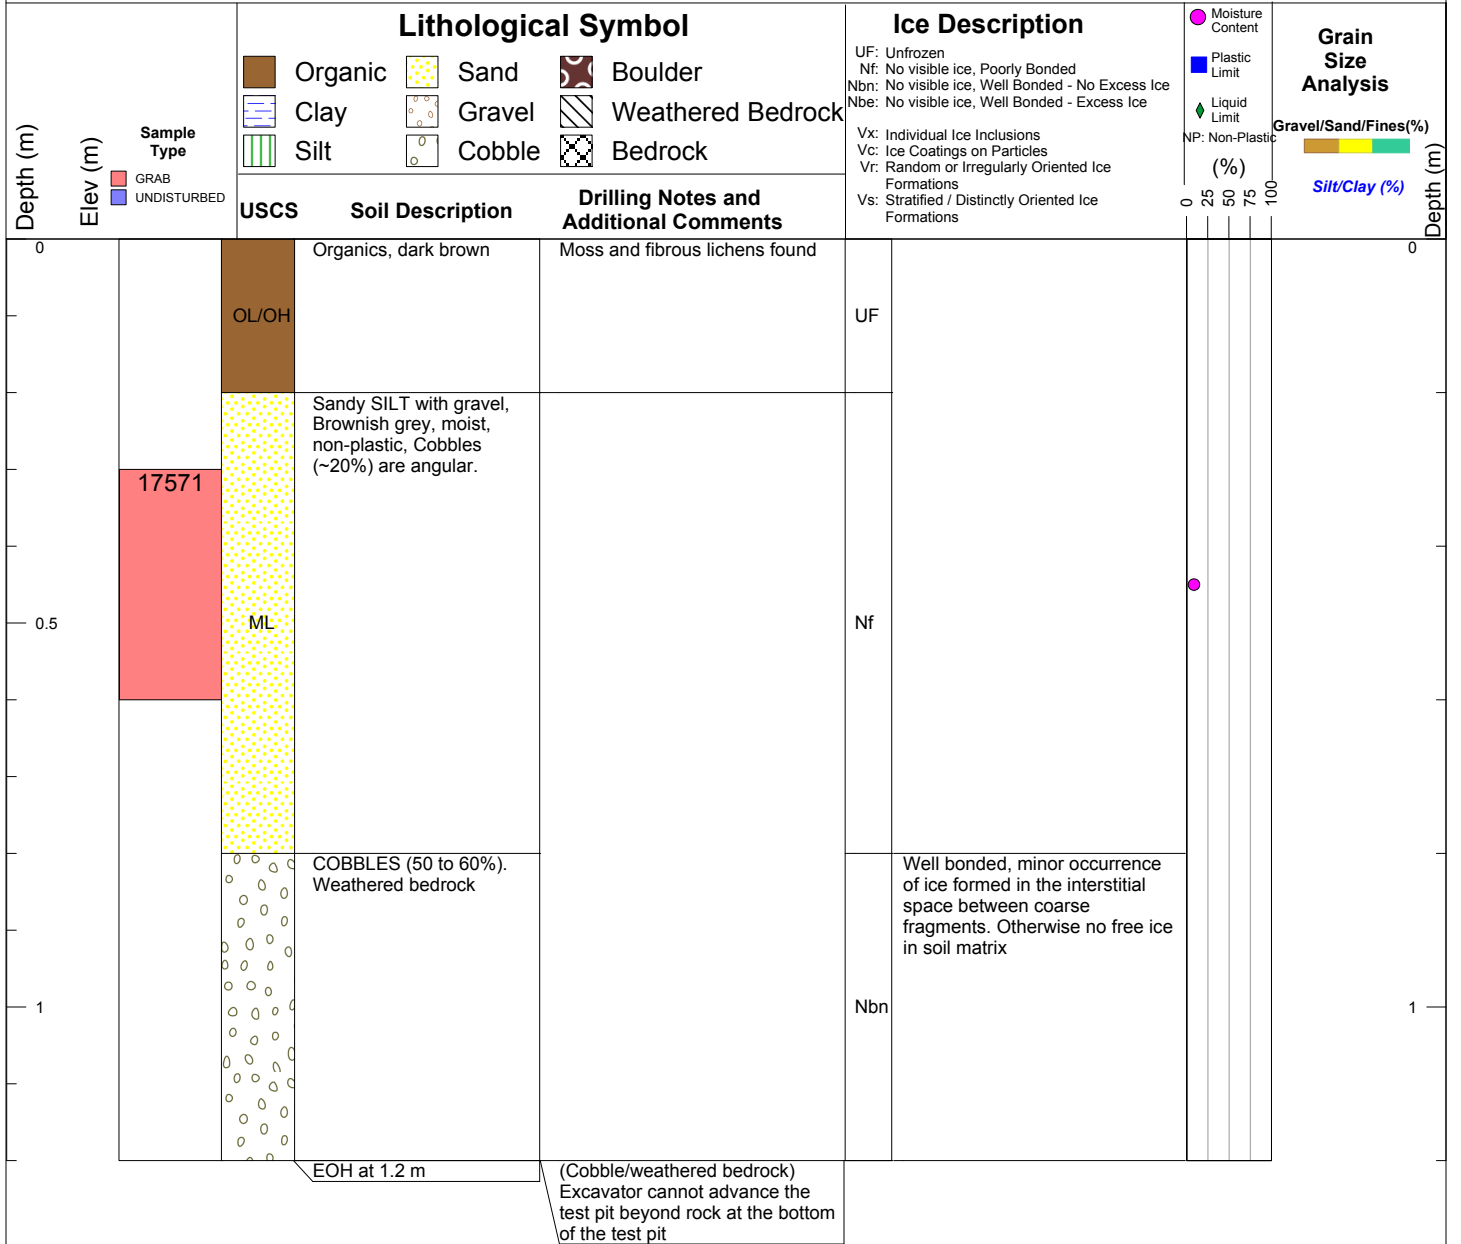 Lithological Symbol
Organic
Sand
Boulder
Clay
Gravel
Weathered Bedrock
Silt
Cobble
Bedrock
Ice Description
UF: Unfrozen
Nf: No visible ice, Poorly Bonded
Nbn: No visible ice, Well Bonded - No Excess Ice
Nbe: No visible ice, Well Bonded - Excess Ice
Vx: Individual Ice Inclusions
Vc: Ice Coatings on Particles
Vr: Random or Irregularly Oriented Ice
Formations
Vs: Stratified / Distinctly Oriented Ice
Formations
Moisture
Content
Plastic
Limit
Liquid
Limit
NP: Non-Plastic
(%)
0
25
50
75
100
Grain
Size
Analysis
Gravel/Sand/Fines(%)
Silt/Clay (%)
Depth (m)
Depth (m)
Elev (m)
Sample
Type
GRAB
UNDISTURBED
USCS
Soil Description
Drilling Notes and
Additional Comments
0
OL/OH
Organics, dark brown
Moss and fibrous lichens found
UF
0
Sandy SILT with gravel,
Brownish grey, moist,
non-plastic, Cobbles
(~20%) are angular.
17571
0.5
ML
Nf
COBBLES (50 to 60%).
Weathered bedrock
Well bonded, minor occurrence
of ice formed in the interstitial
space between coarse
fragments. Otherwise no free ice
in soil matrix
1
Nbn
1
EOH at 1.2 m
(Cobble/weathered bedrock)
Excavator cannot advance the
test pit beyond rock at the bottom
of the test pit